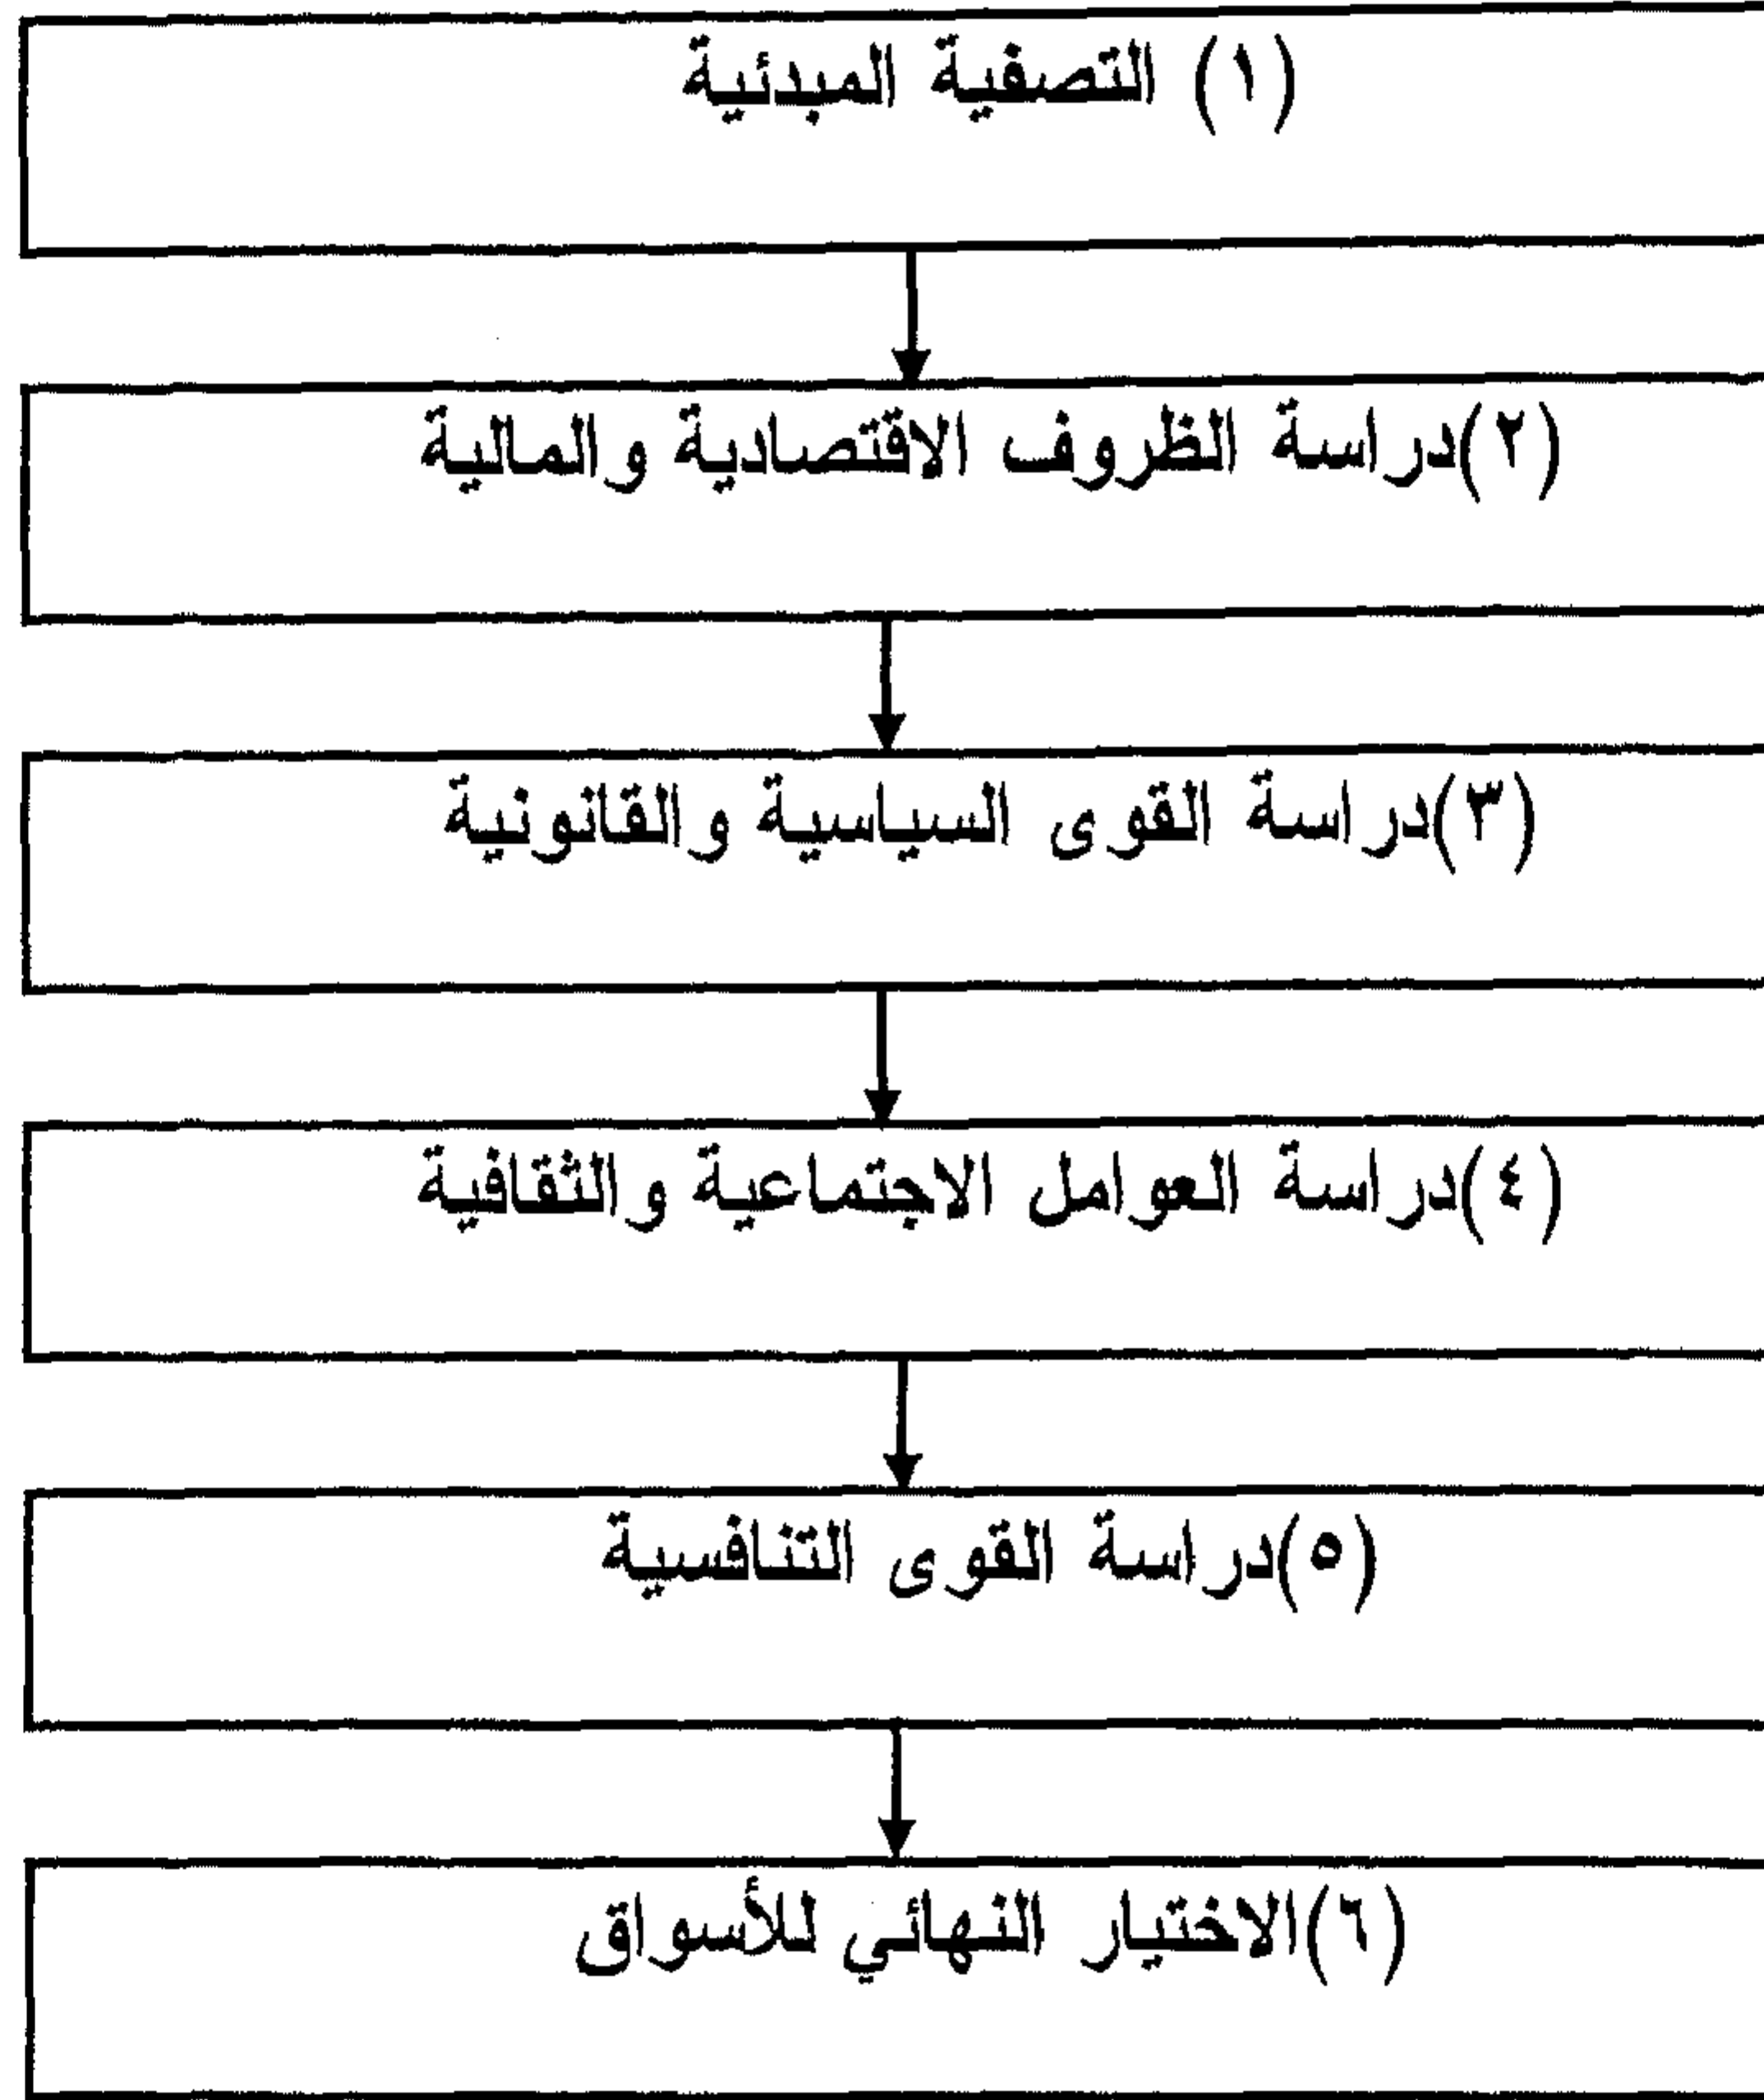 (١) التصفية المبدئية
(٢)دراسة الظروف الاقتصادية والمالية
(٣)دراسة القوى السياسية والقانونية
(٤)دراسة العوامل الاجتماعية والثقافية
(٥)دراسة القوى التنافسية
(٦)الاختيار النهائي للأسواق